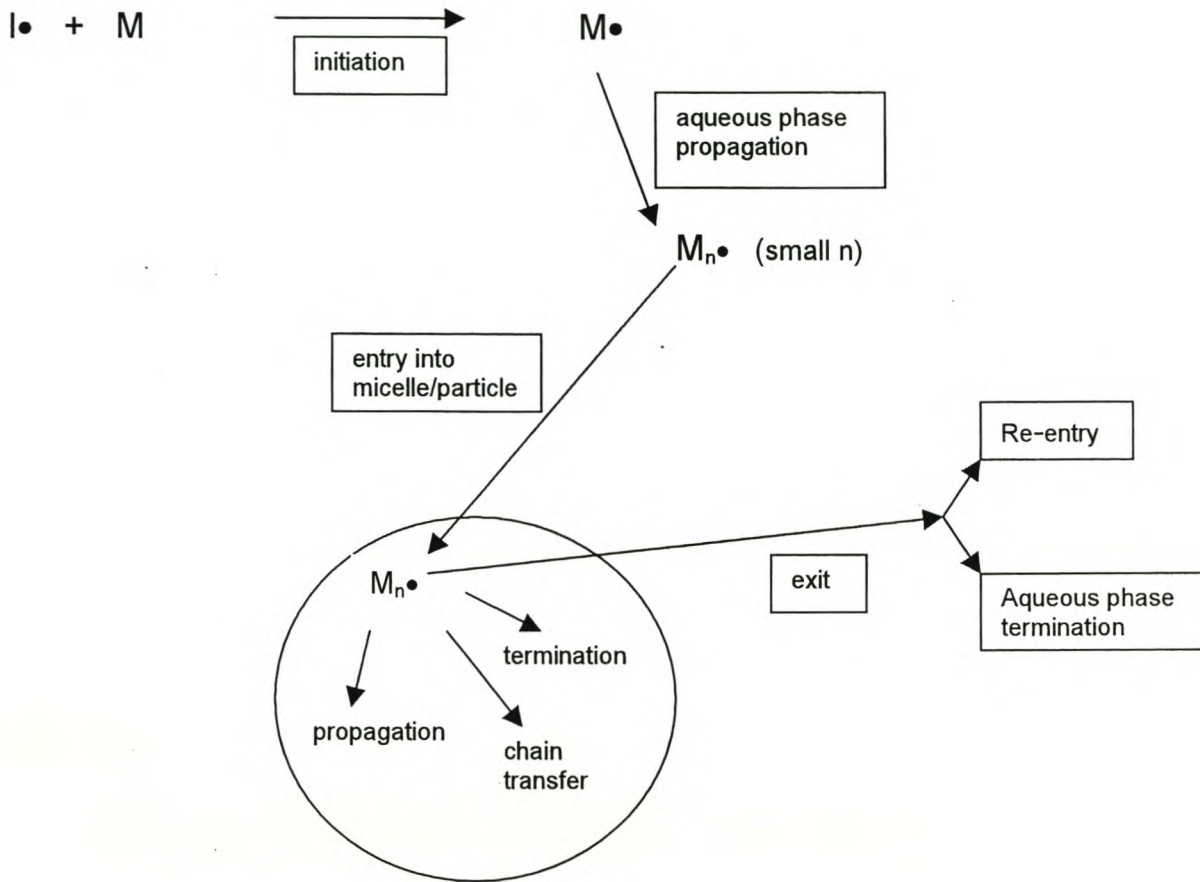 I● + M
initiation
M●
aqueous phase
propagation
Mn● (small n)
entry into
micelle/particle
Re-entry
exit
Aqueous phase
termination
Mn●
termination
propagation
chain
transfer